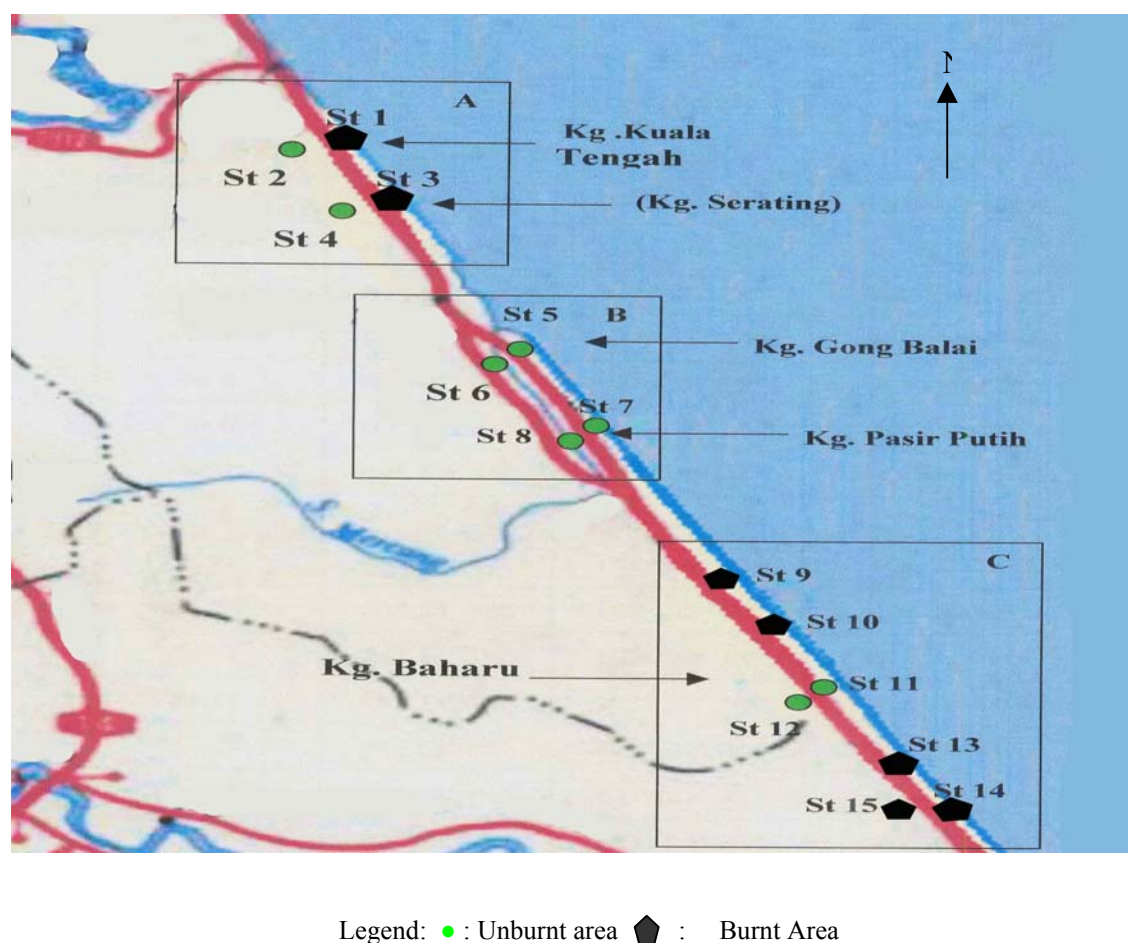 N
A
St 1
Kg .Kuala
Tengah
St 2
St 3
(Kg. Serating)
St 4
St 5
B
Kg. Gong Balai
St 6
St 7
St 8
Kg. Pasir Putih
S.
C
St 9
St 10
Kg. Baharu
St 11
St 12
St 13
St 15
St 14
Legend: : Unburnt area : Burnt Area